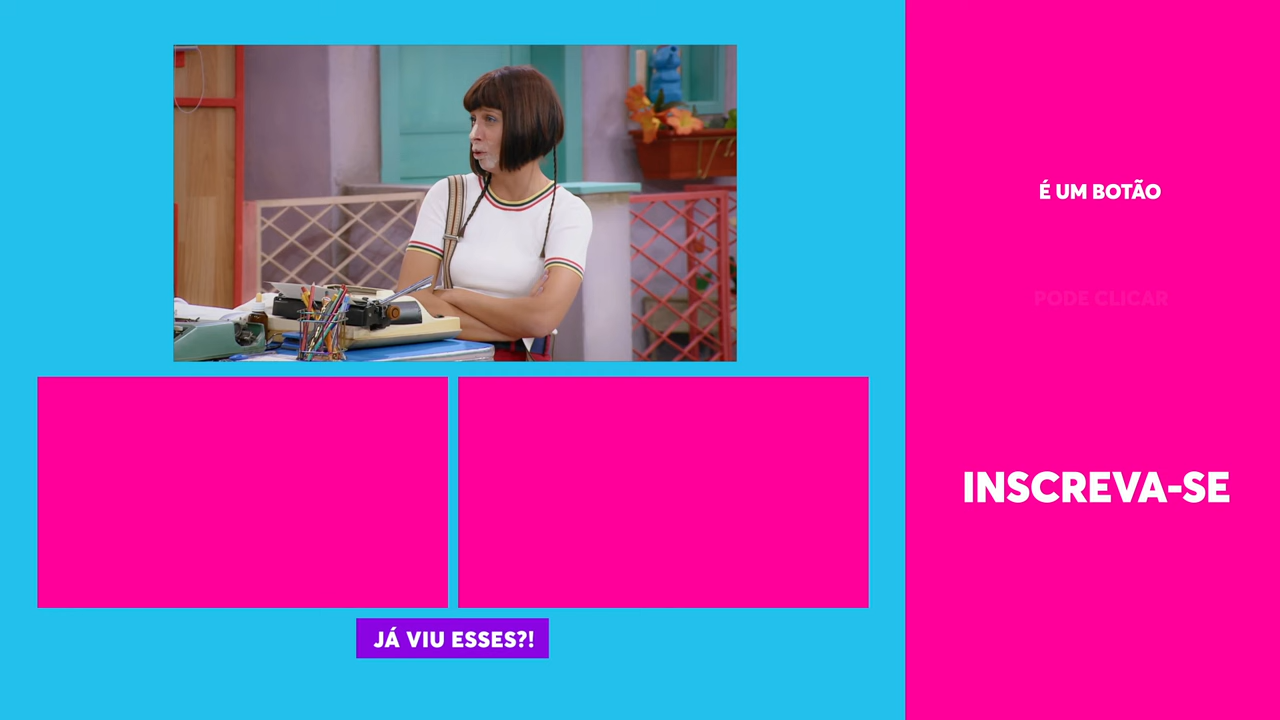 É UM BOTÃO
PODE CLICAR
INSCREVA-SE
JÁ VIU ESSES?!